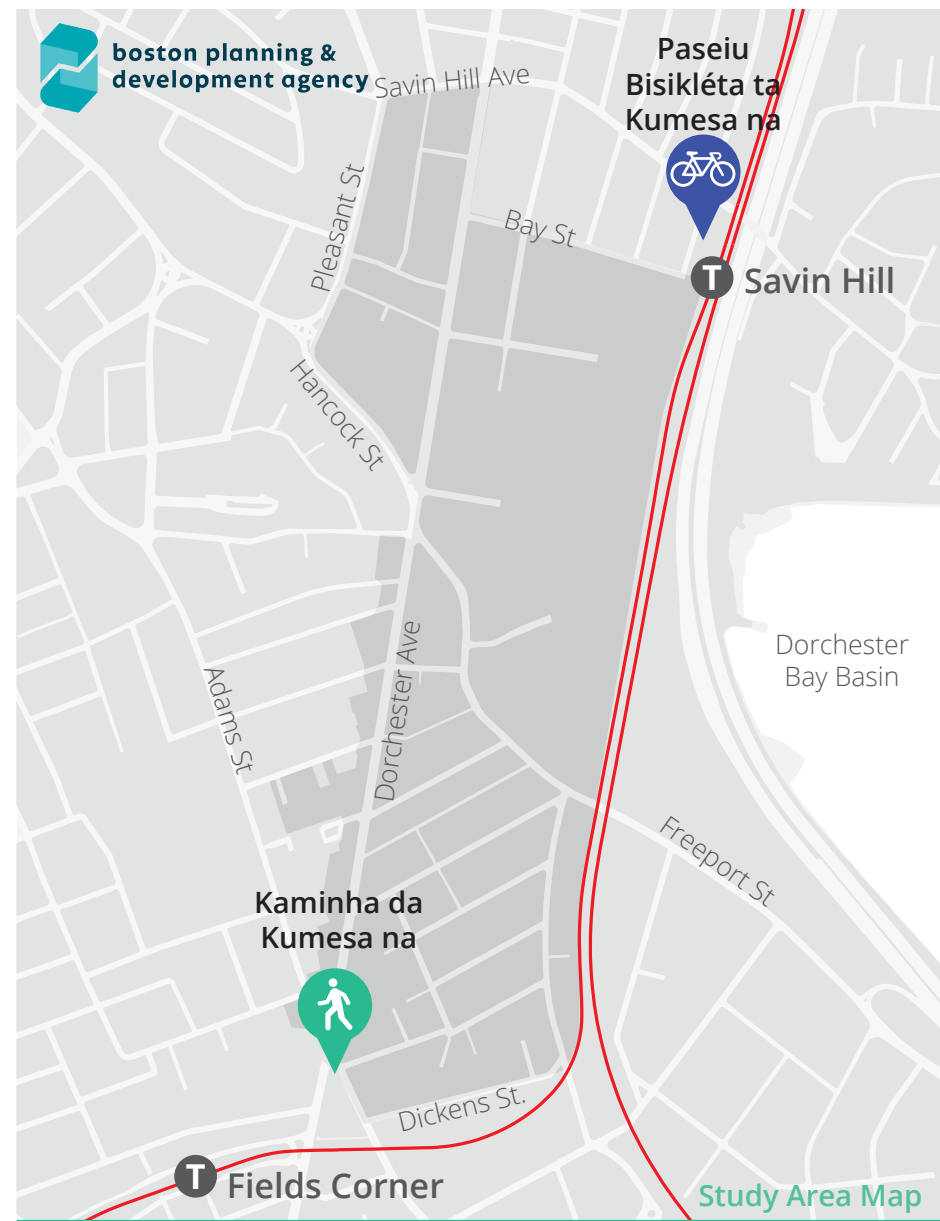 boston planning &
development agency
Savin Hill Ave
Paseiu
Bisikléta ta
Kumesa na
Pleasant St
Bay St
T Savin Hill
Hancock St
Dorchester
Bay Basin
Adams St
Dorchester Ave
Freeport St
Kaminha da
Kumesa na
Dickens St.
T Fields Corner
Study Area Map